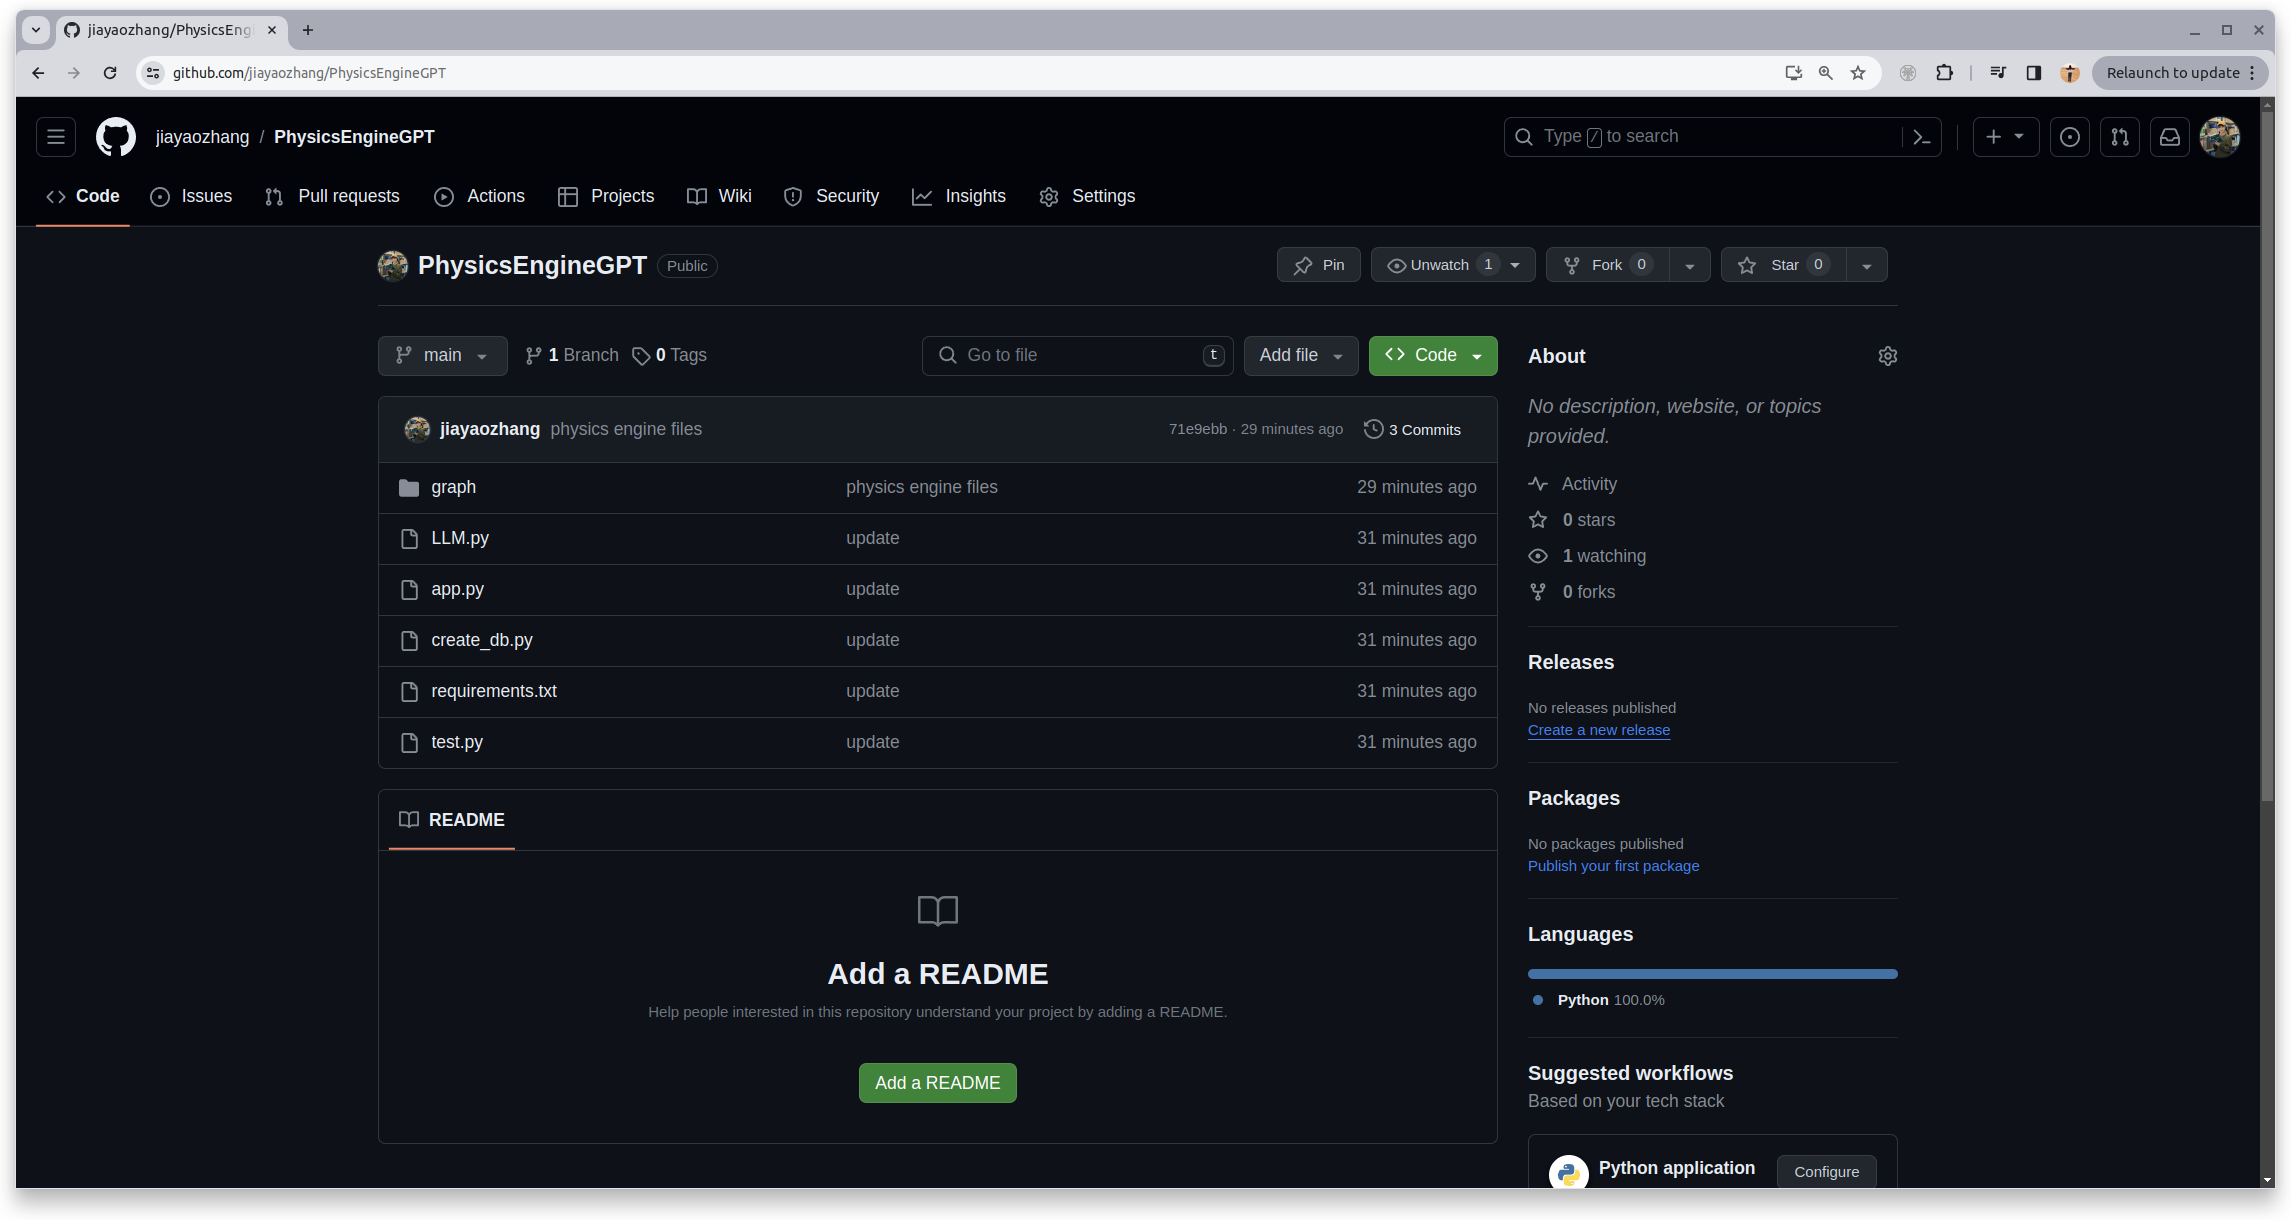 jiayaozhang/PhysicsEng
github.com/jiayaozhang/PhysicsEngineGPT
Relaunch to update
jiayaozhang / PhysicsEngineGPT
Type / to search
Code Issues Pull requests Actions Projects Wiki Security Insights Settings
PhysicsEngineGPT Public
Pin Unwatch 1 Fork 0 Star 0
main 1 Branch 0 Tags Go to file t Add file Code
jiayaozhang physics engine files 71e9ebb · 29 minutes ago 3 Commits
graph physics engine files 29 minutes ago
LLM.py update 31 minutes ago
app.py update 31 minutes ago
create_db.py update 31 minutes ago
requirements.txt update 31 minutes ago
test.py update 31 minutes ago
README
Add a README
Help people interested in this repository understand your project by adding a README.
Add a README
About
No description, website, or topics
provided.
Activity
0 stars
1 watching
0 forks
Releases
No releases published
Create a new release
Packages
No packages published
Publish your first package
Languages
Python 100.0%
Suggested workflows
Based on your tech stack
Python application Configure